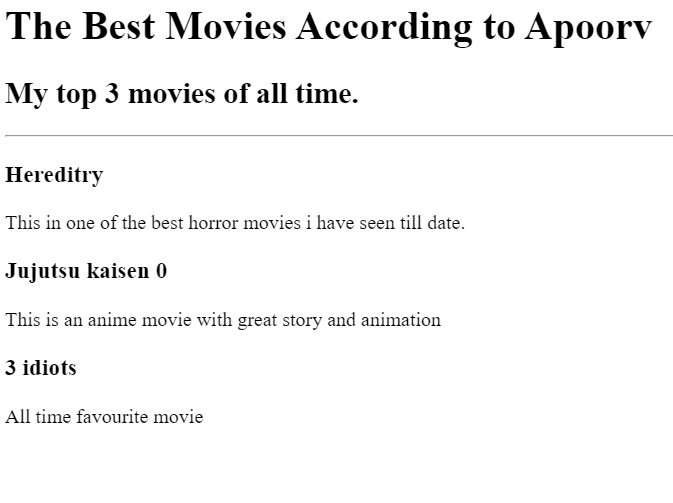 The Best Movies According to Apoorv
My top 3 movies of all time.
Hereditry
This in one of the best horror movies i have seen till date.
Jujutsu kaisen 0
This is an anime movie with great story and animation
3 idiots
All time favourite movie